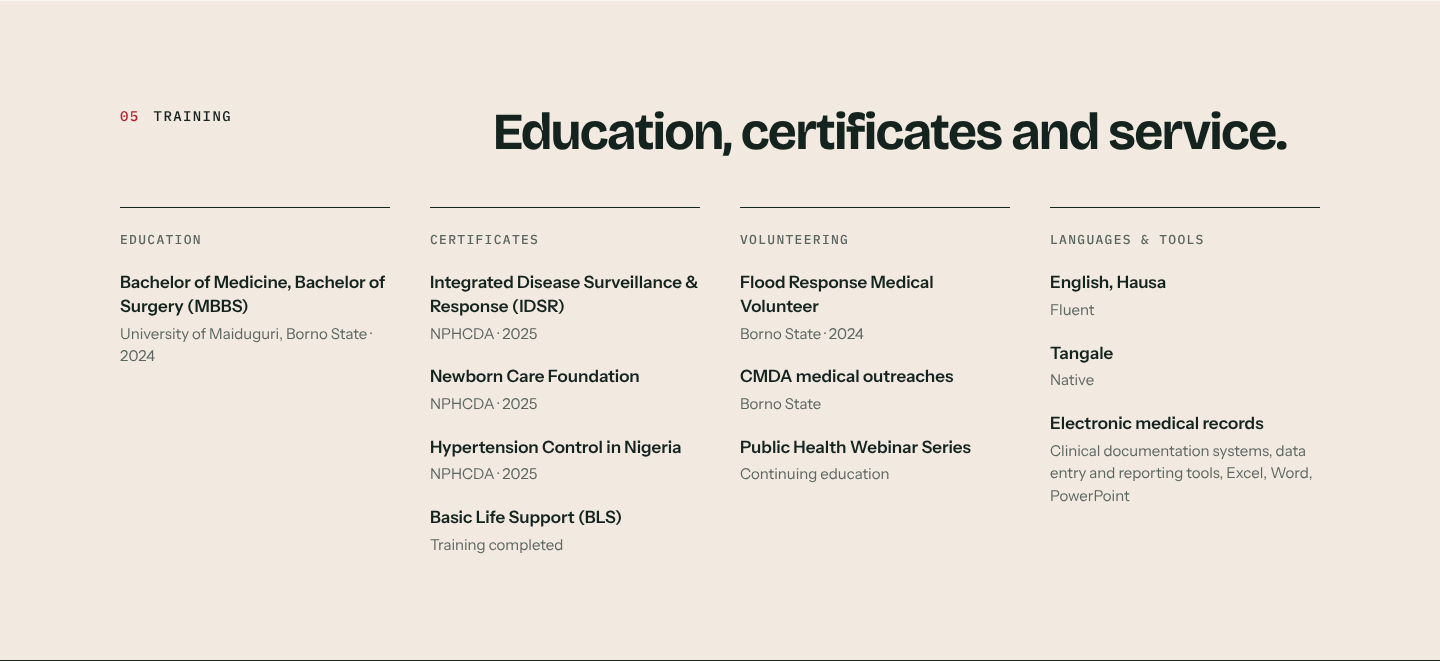 05 TRAINING
Education, certificates and service.
EDUCATION
Bachelor of Medicine, Bachelor of
Surgery (MBBS)
University of Maiduguri, Borno State ·
2024
CERTIFICATES
Integrated Disease Surveillance &
Response (IDSR)
NPHCDA · 2025
Newborn Care Foundation
NPHCDA · 2025
Hypertension Control in Nigeria
NPHCDA · 2025
Basic Life Support (BLS)
Training completed
VOLUNTEERING
Flood Response Medical
Volunteer
Borno State · 2024
CMDA medical outreaches
Borno State
Public Health Webinar Series
Continuing education
LANGUAGES & TOOLS
English, Hausa
Fluent
Tangale
Native
Electronic medical records
Clinical documentation systems, data
entry and reporting tools, Excel, Word,
PowerPoint